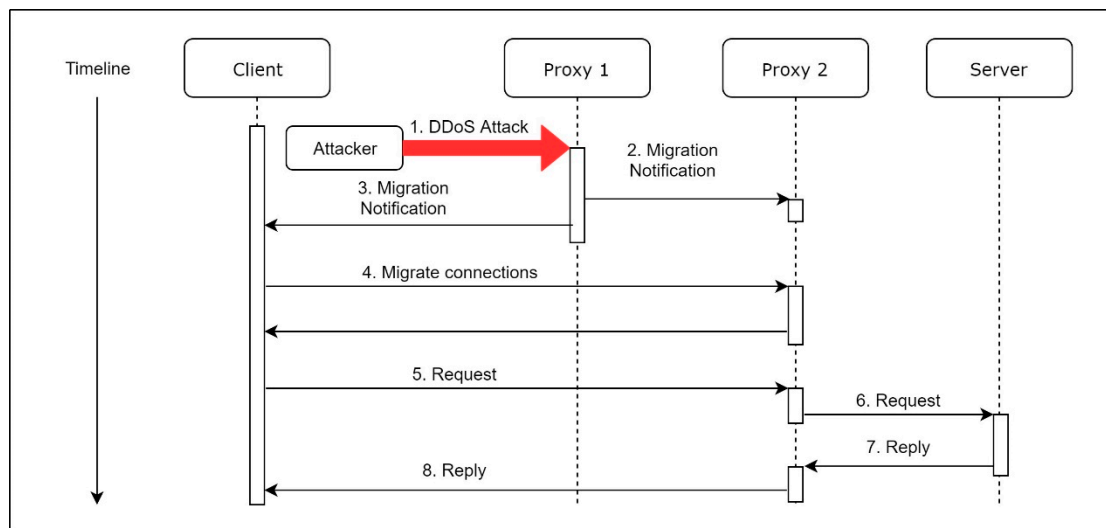 Timeline
Client
Proxy 1
Proxy 2
Server
Attacker
1. DDoS Attack
2. Migration
Notification
3. Migration
Notification
4. Migrate connections
5. Request
6. Request
7. Reply
8. Reply